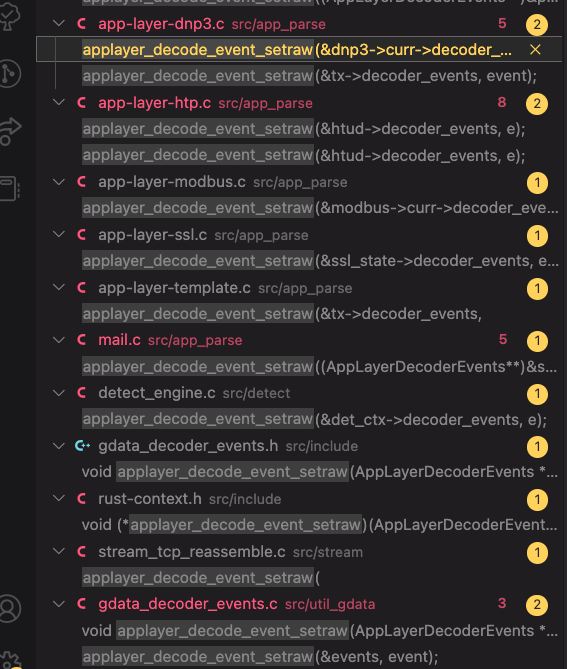 app-layer-dnp3.c src/app_parse 5 2
applayer_decode_event_setraw(&dnp3->curr->decoder_...
applayer_decode_event_setraw(&tx->decoder_events, event);
app-layer-htp.c src/app_parse 8 2
applayer_decode_event_setraw(&htud->decoder_events, e);
applayer_decode_event_setraw(&htud->decoder_events, e);
app-layer-modbus.c src/app_parse 1
applayer_decode_event_setraw(&modbus->curr->decoder_eve...
app-layer-ssl.c src/app_parse 1
applayer_decode_event_setraw(&ssl_state->decoder_events, e...
app-layer-template.c src/app_parse 1
applayer_decode_event_setraw(&tx->decoder_events,
mail.c src/app_parse 5 1
applayer_decode_event_setraw((AppLayerDecoderEvents**)&s...
detect_engine.c src/detect 1
applayer_decode_event_setraw(&det_ctx->decoder_events, e);
gdata_decoder_events.h src/include 1
void applayer_decode_event_setraw(AppLayerDecoderEvents *...
rust-context.h src/include 1
void (*applayer_decode_event_setraw)(AppLayerDecoderEvent...
stream_tcp_reassemble.c src/stream 1
applayer_decode_event_setraw(
gdata_decoder_events.c src/util_gdata 3 2
void applayer_decode_event_setraw(AppLayerDecoderEvents *...
applayer_decode_event_setraw(&events, event);